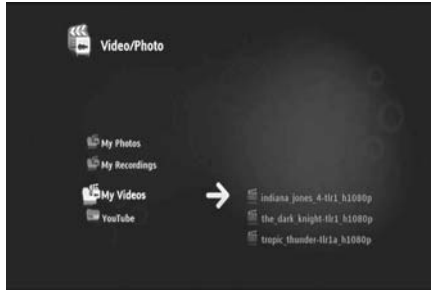 Video/Photo
My Photos
My Recordings
My Videos
YouTube
indiana_jones_4-tlr1_h1080p
the_dark_knight-tlr1_h1080p
tropic_thunder-tlr1a_h1080p